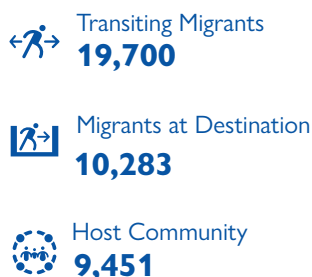 Transiting Migrants
19,700
Migrants at Destination
10,283
Host Community
9,451